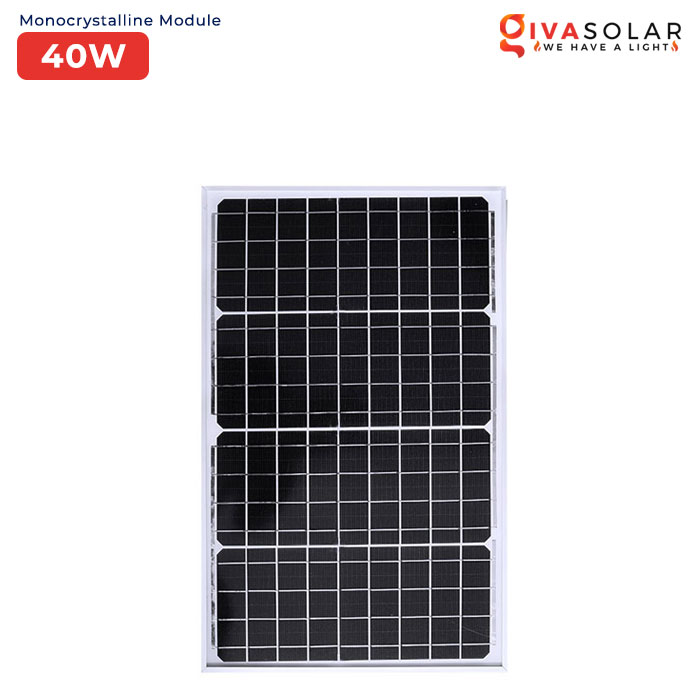 Monocrystalline Module
40W
GIVASOLAR
WE HAVE A LIGHT